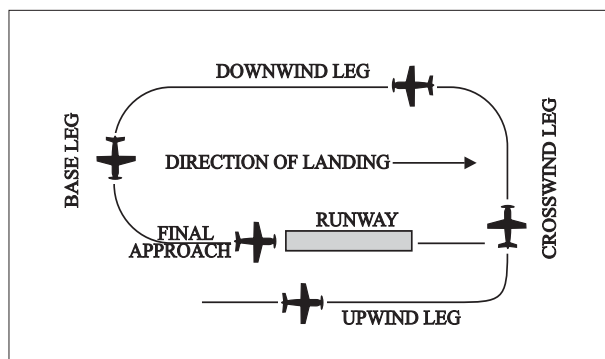 DOWNWIND LEG
BASE LEG
DIRECTION OF LANDING
CROSSWIND LEG
RUNWAY
FINAL
APPROACH
UPWIND LEG